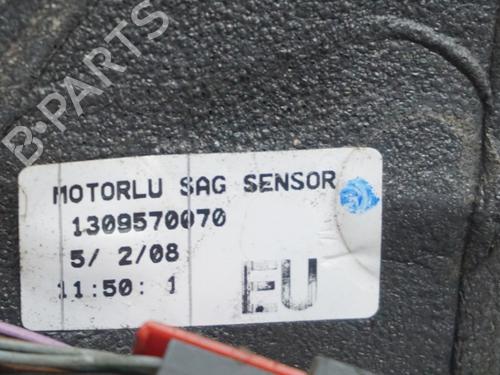 B-PARTS
MOTORLU SAG SENSOR
1309570070
5/ 2/08
11:50: 1
EU